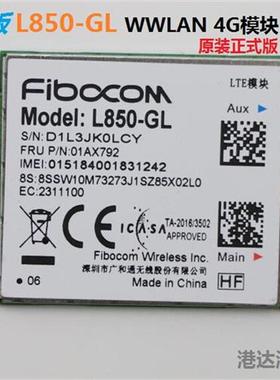 板 L850-GL WWLAN 4G模块
原装正式版
Fibocom
LTE模块
Aux
Model: L850-GL
S/N: D1L3JK0LCY
FRU P/N:01AX792
IMEI:015184001831242
8S:8SSW10M73273J1SZ85X02L0
EC:2311100
CE
ICASA
TA-2016/3502
APPROVED
Main
Fibocom Wireless Inc.
深圳市广和通无线股份有限公司
Made in China
06
HF
港达